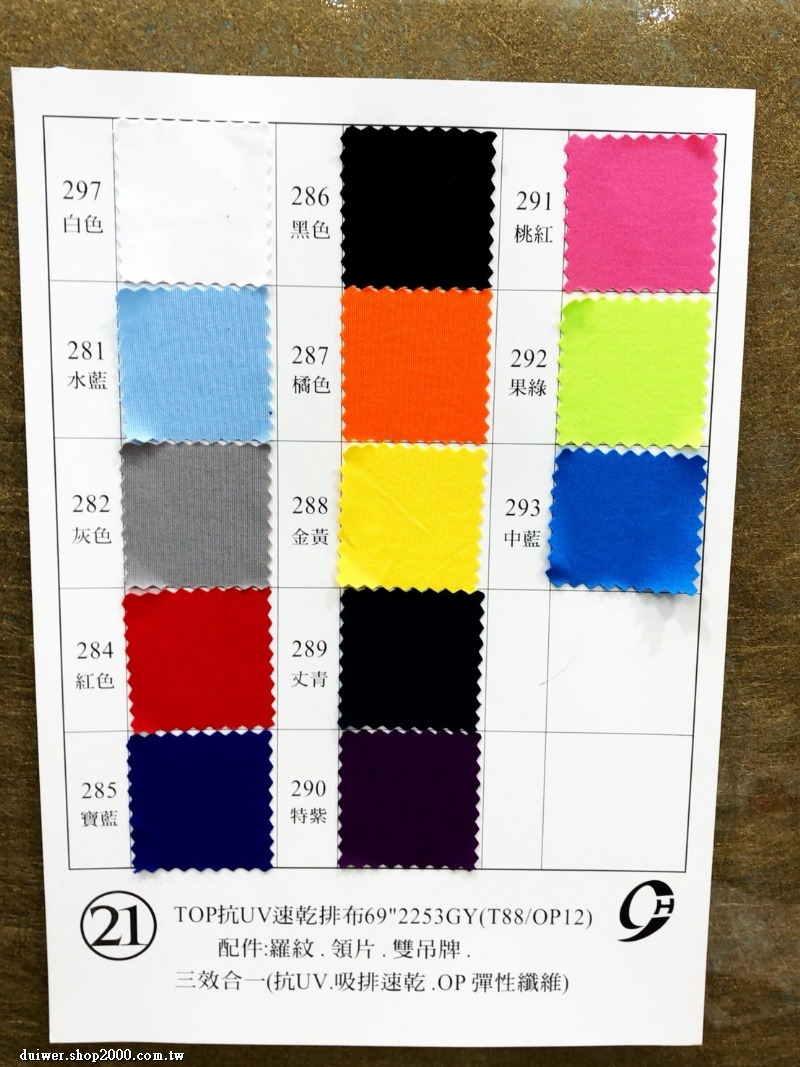 297
白色
286
黑色
291
桃紅
281
水藍
287
橘色
292
果綠
282
灰色
288
金黃
293
中藍
284
紅色
289
丈青
285
寶藍
290
特紫
21
TOP抗UV速乾排布69"2253GY(T88/OP12)
配件:羅紋 . 領片 . 雙吊牌 .
三效合一(抗UV.吸排速乾 .OP 彈性纖維)
9H
duiwer.shop2000.com.tw